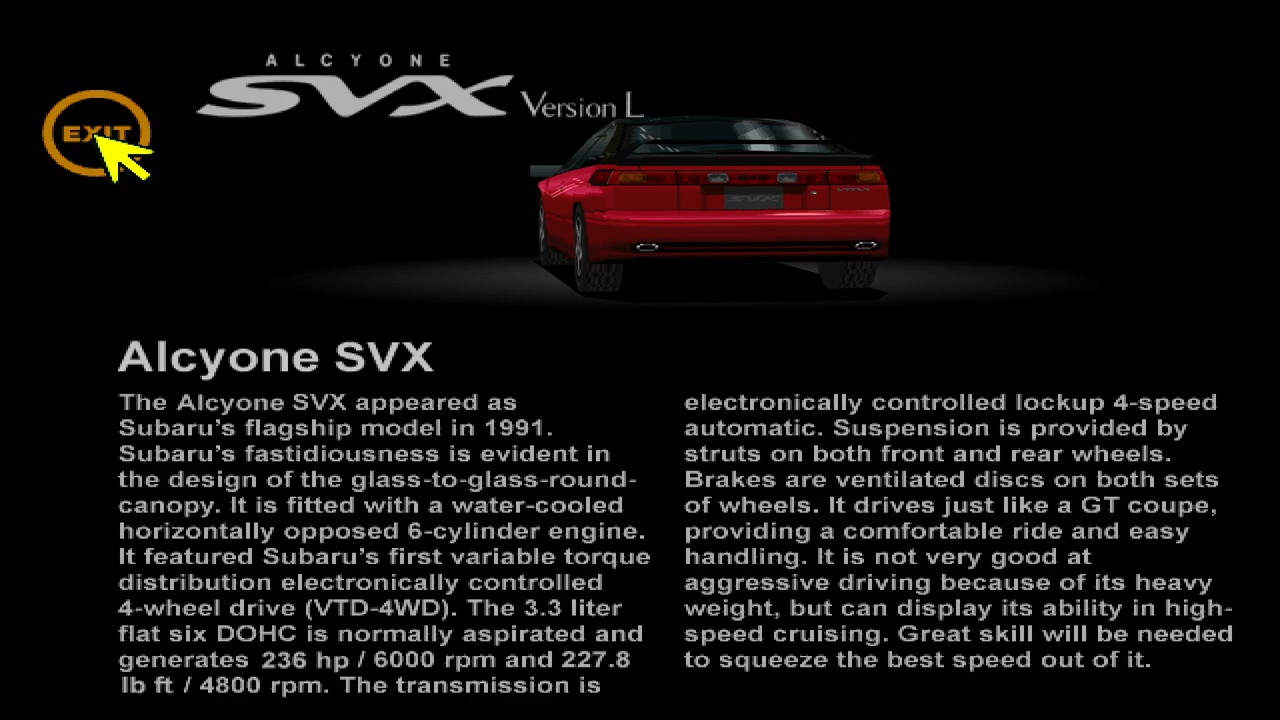 ALCYONE
SVX Version L
EXIT
SVX
Alcyone SVX
The Alcyone SVX appeared as
Subaru's flagship model in 1991.
Subaru's fastidiousness is evident in
the design of the glass-to-glass-round-
canopy. It is fitted with a water-cooled
horizontally opposed 6-cylinder engine.
It featured Subaru's first variable torque
distribution electronically controlled
4-wheel drive (VTD-4WD). The 3.3 liter
flat six DOHC is normally aspirated and
generates 236 hp / 6000 rpm and 227.8
lb ft / 4800 rpm. The transmission is
electronically controlled lockup 4-speed
automatic. Suspension is provided by
struts on both front and rear wheels.
Brakes are ventilated discs on both sets
of wheels. It drives just like a GT coupe,
providing a comfortable ride and easy
handling. It is not very good at
aggressive driving because of its heavy
weight, but can display its ability in high-
speed cruising. Great skill will be needed
to squeeze the best speed out of it.